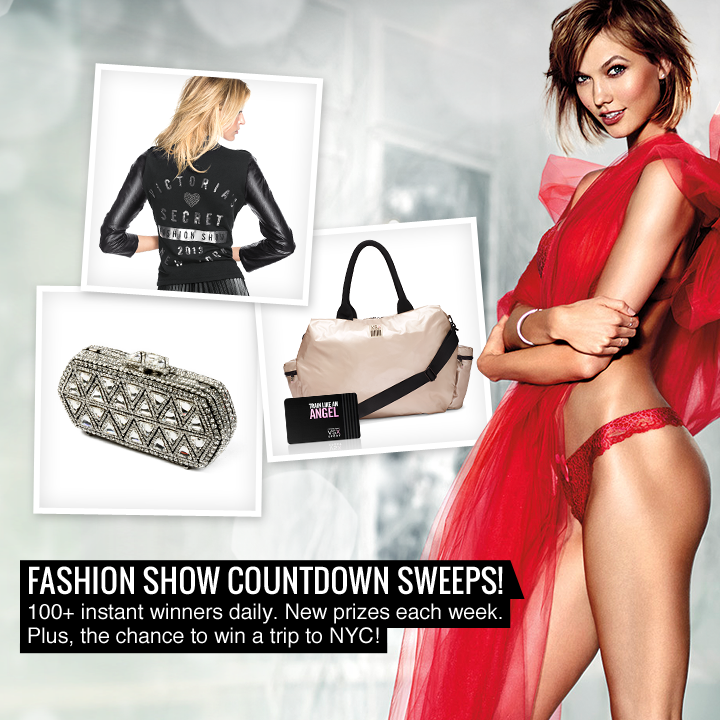 VICTORIA'S
SECRET
FASHION SHOW
2013
TRAIN LIKE AN
ANGEL
FASHION SHOW COUNTDOWN SWEEPS!
100+ instant winners daily. New prizes each week.
Plus, the chance to win a trip to NYC!